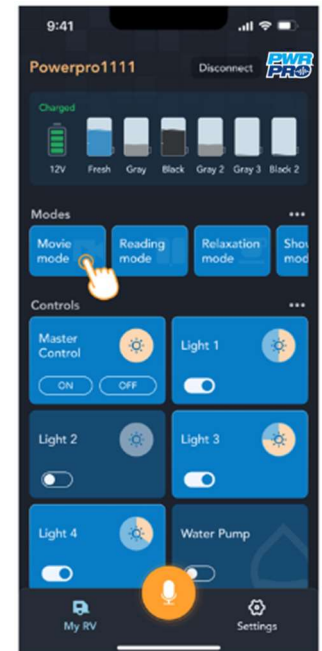 9:41
Powerpro1111
Disconnect
PWR
PRO
Charged
12V Fresh Gray Black Gray 2 Gray 3 Black 2
Modes
Movie
mode
Reading
mode
Relaxation
mode
Sho
mod
Controls
Master
Control
ON OFF
Light 1
Light 2
Light 3
Light 4
Water Pump
My RV
Settings